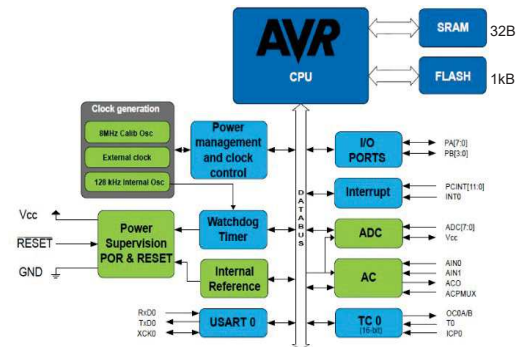 AVR
CPU
SRAM
32B
FLASH
1kB
Clock generation
8MHz Calib Osc
External clock
128 kHz Internal Osc
Power
management
and clock
control
I/O
PORTS
PA[7:0]
PB[3:0]
DATABUS
Interrupt
PCINT[11:0]
INT0
Vcc
RESET
GND
Power
Supervision
POR & RESET
Watchdog
Timer
ADC
ADC[7:0]
Vcc
Internal
Reference
AC
AIN0
AIN1
ACO
ACPMUX
RxD0
TxD0
XCK0
USART 0
TC 0
(16-bit)
OC0A/B
T0
ICP0